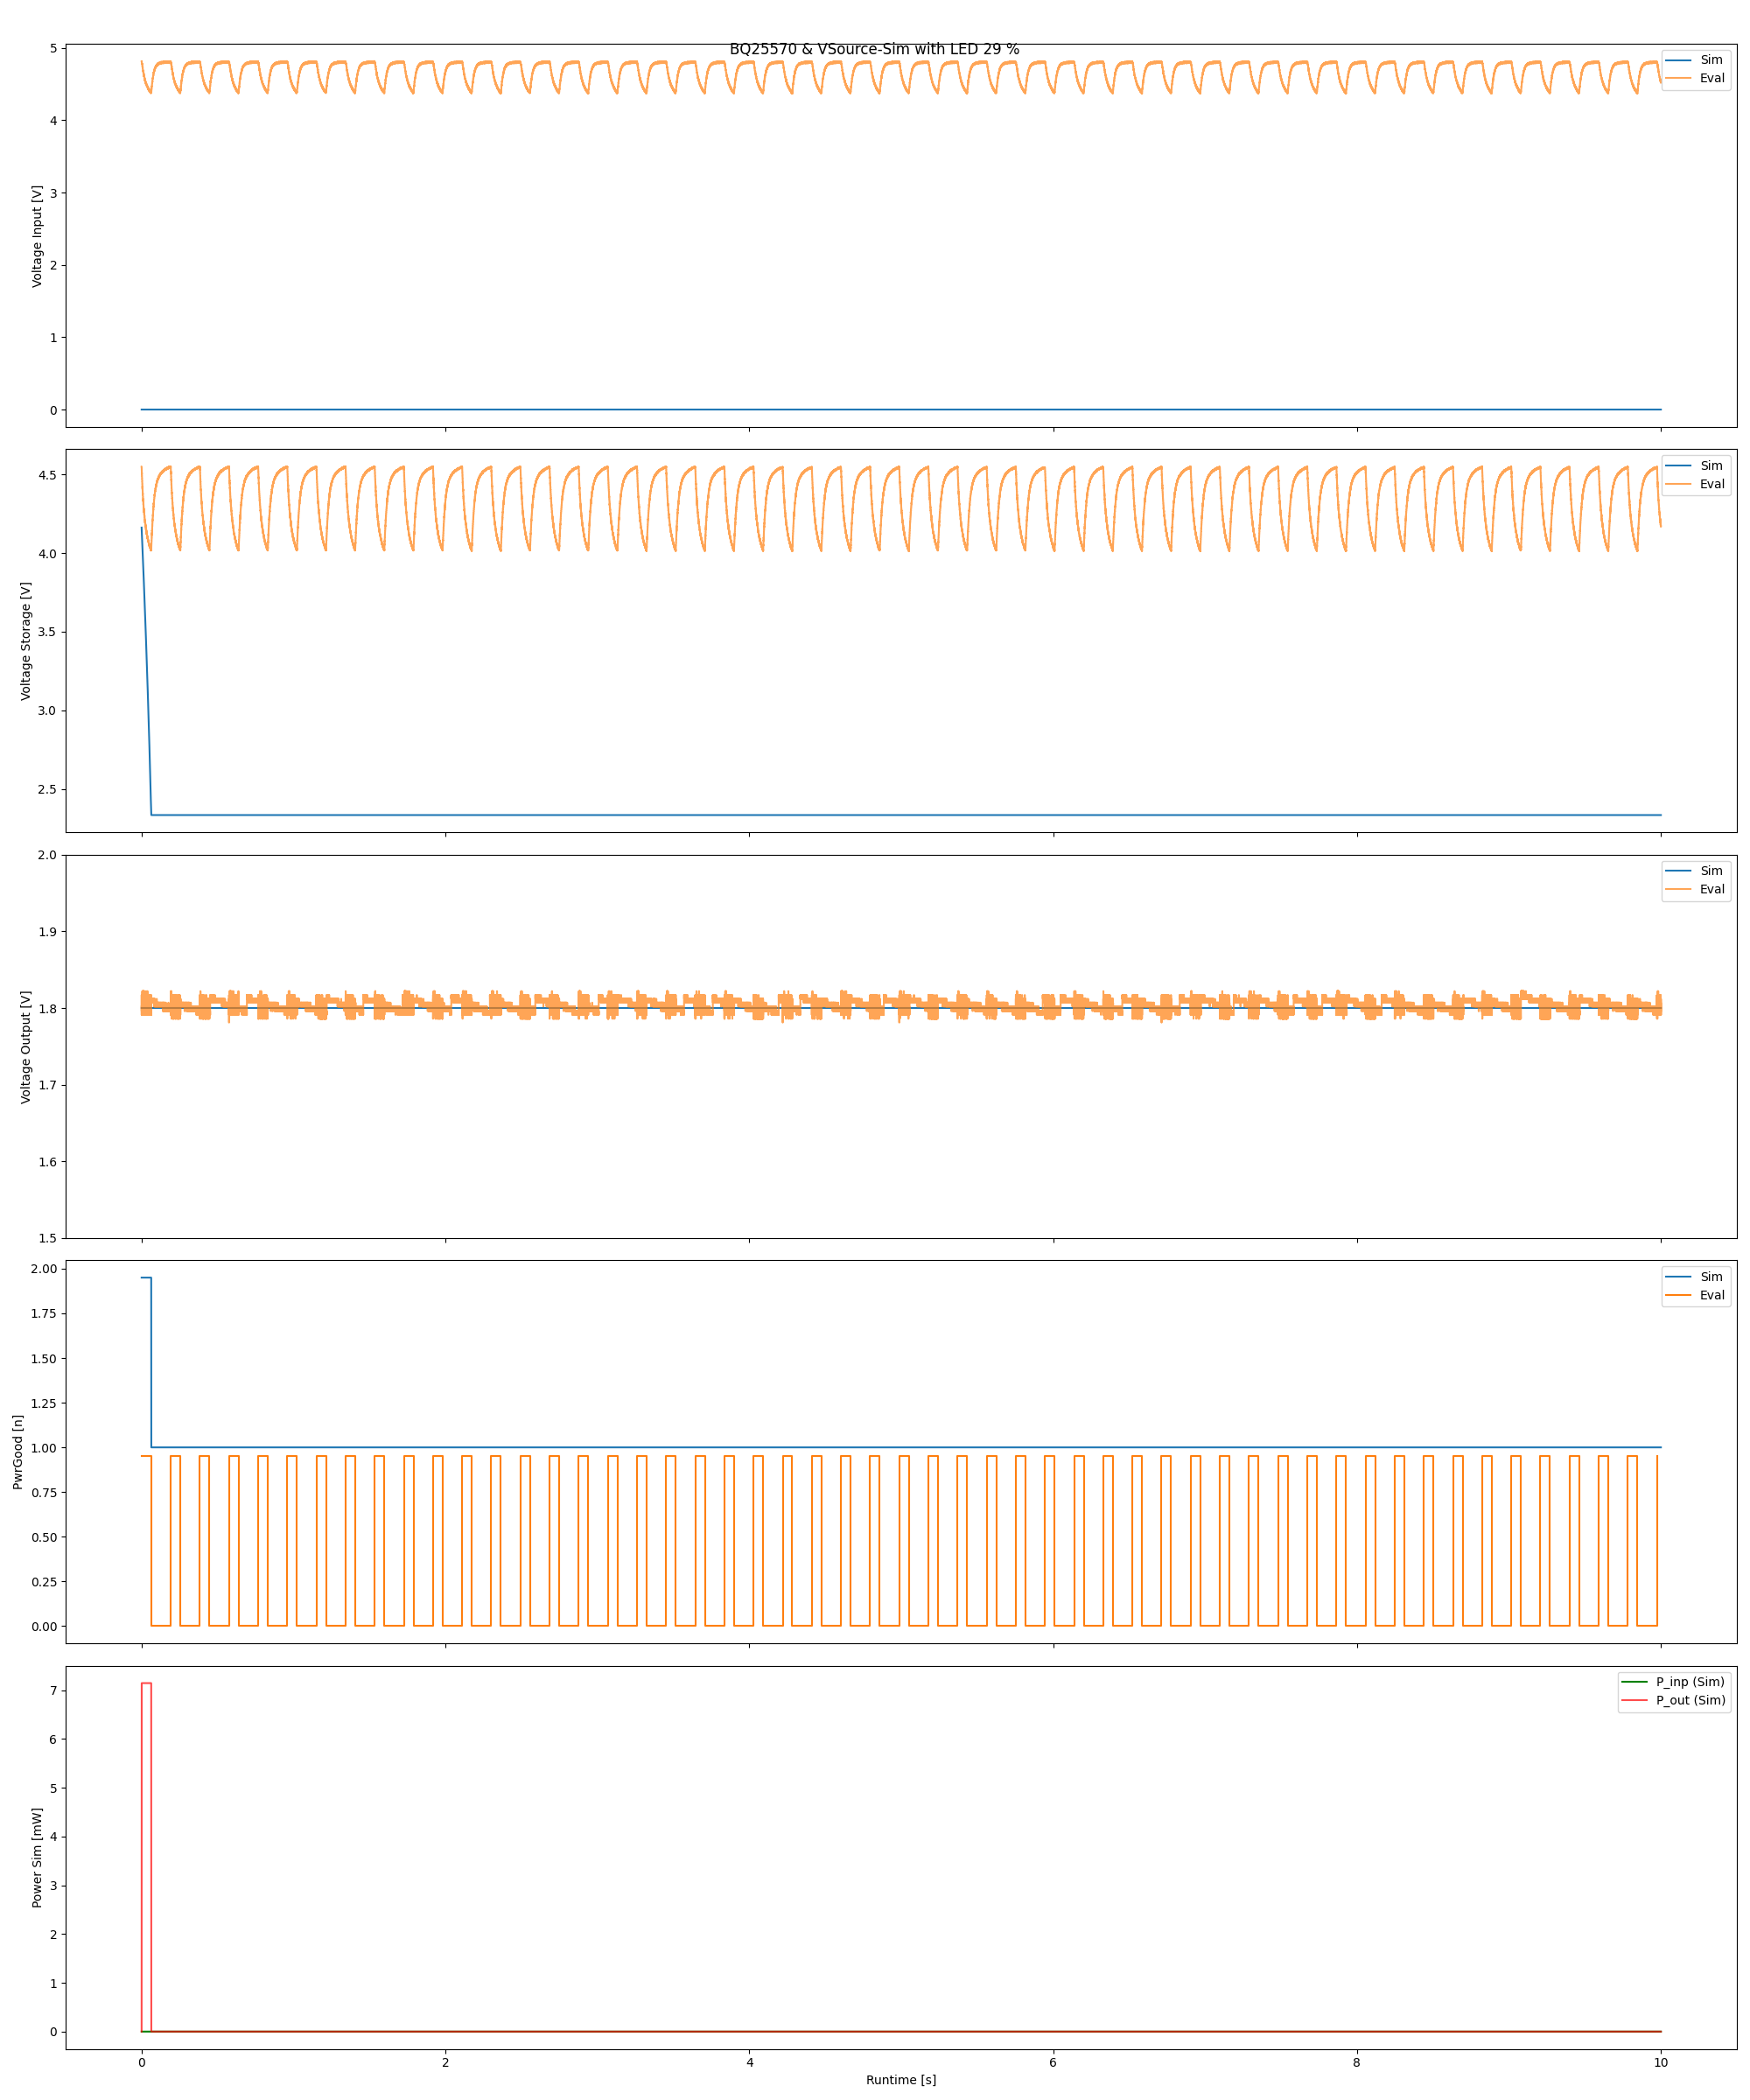 BQ25570 & VSource-Sim with LED 29 %
5
4
3
2
1
0
Voltage Input [V]
Sim
Eval
4.5
4.0
3.5
3.0
2.5
Voltage Storage [V]
Sim
Eval
2.0
1.9
1.8
1.7
1.6
1.5
Voltage Output [V]
Sim
Eval
2.00
1.75
1.50
1.25
1.00
0.75
0.50
0.25
0.00
PwrGood [n]
Sim
Eval
7
6
5
4
3
2
1
0
Power Sim [mW]
P_inp (Sim)
P_out (Sim)
0 2 4 6 8 10
Runtime [s]